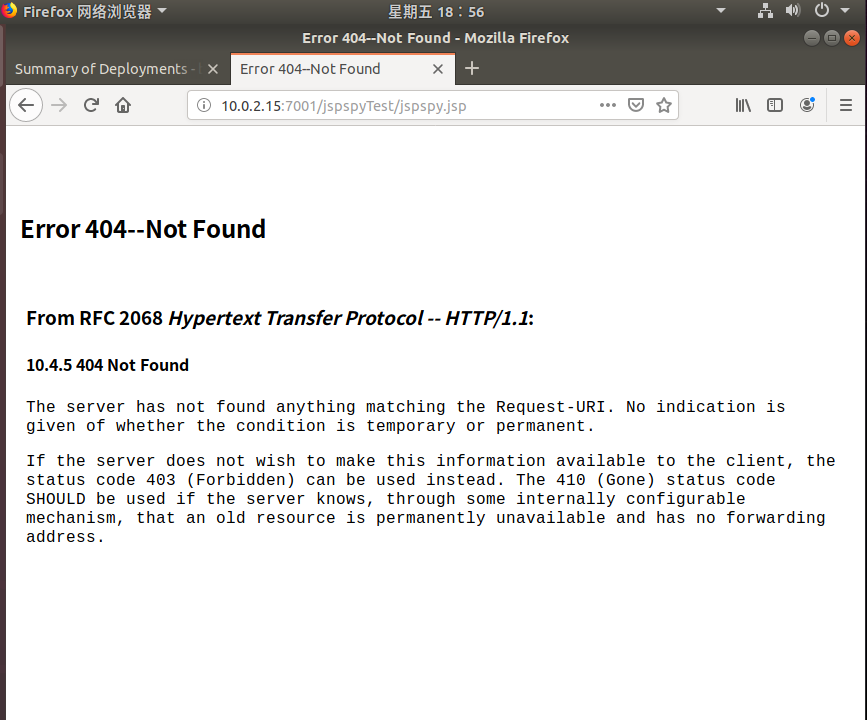 Firefox 网络浏览器
星期五 18：56
Error 404--Not Found - Mozilla Firefox
Summary of Deployments -
Error 404--Not Found
10.0.2.15:7001/jspspyTest/jspspy.jsp
Error 404--Not Found
From RFC 2068 Hypertext Transfer Protocol -- HTTP/1.1:
10.4.5 404 Not Found
The server has not found anything matching the Request-URI. No indication is
given of whether the condition is temporary or permanent.
If the server does not wish to make this information available to the client, the
status code 403 (Forbidden) can be used instead. The 410 (Gone) status code
SHOULD be used if the server knows, through some internally configurable
mechanism, that an old resource is permanently unavailable and has no forwarding
address.